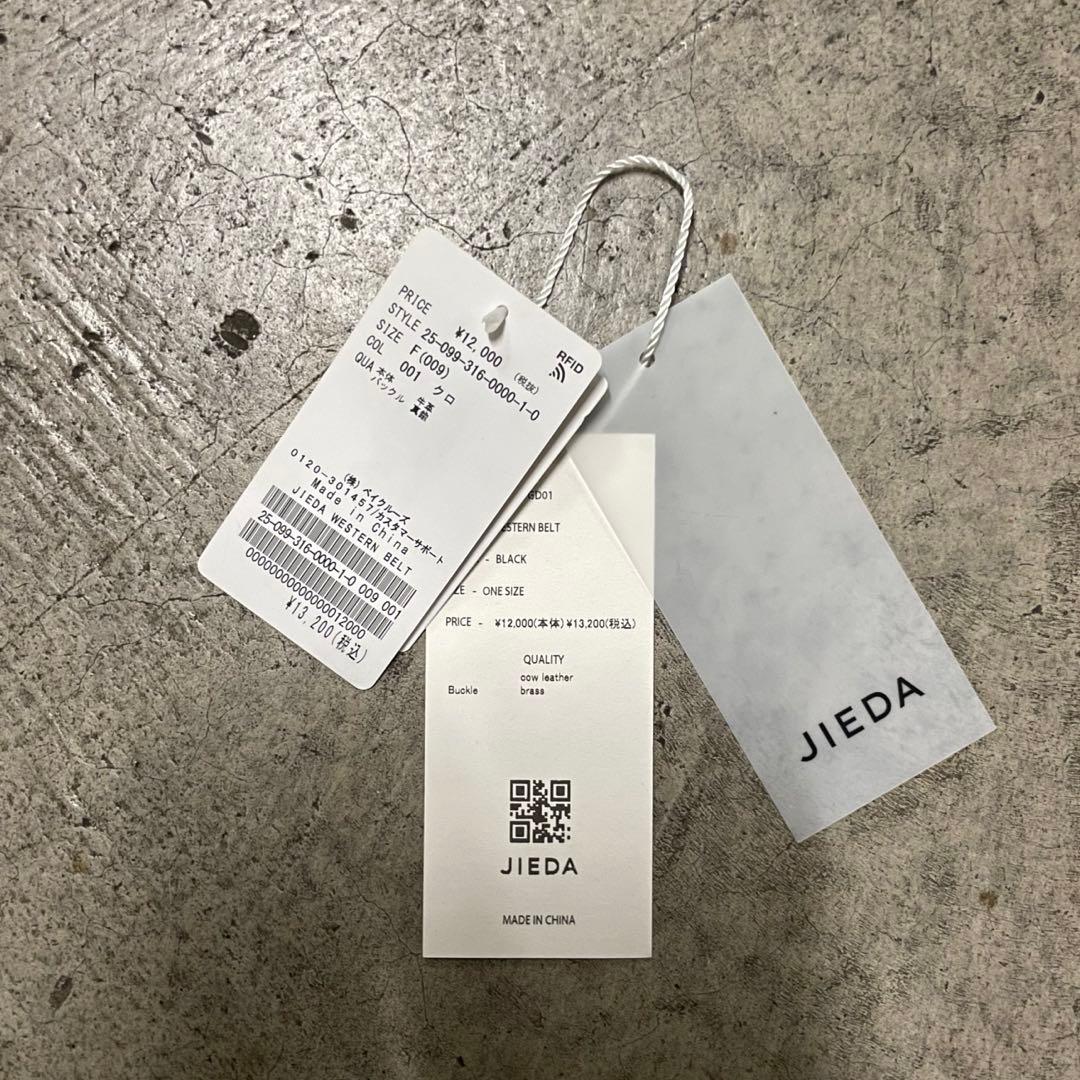 PRICE ¥12,000 (税抜)
STYLE 25-099-316-0000-1-0
SIZE F(009)
COL 001 クロ
QUA 本体 牛革
バックル 真鍮
RFID
(株) ベイクルーズ
0120-301457/カスタマーサポート
Made in China
JIEDA WESTERN BELT
25-099-316-0000-1-0 009 001
0000000000000012000
¥13,200(税込)
GD01
STERN BELT
- BLACK
ZE - ONE SIZE
PRICE - ¥12,000(本体)¥13,200(税込)
QUALITY
cow leather
Buckle brass
JIEDA
MADE IN CHINA
JIEDA